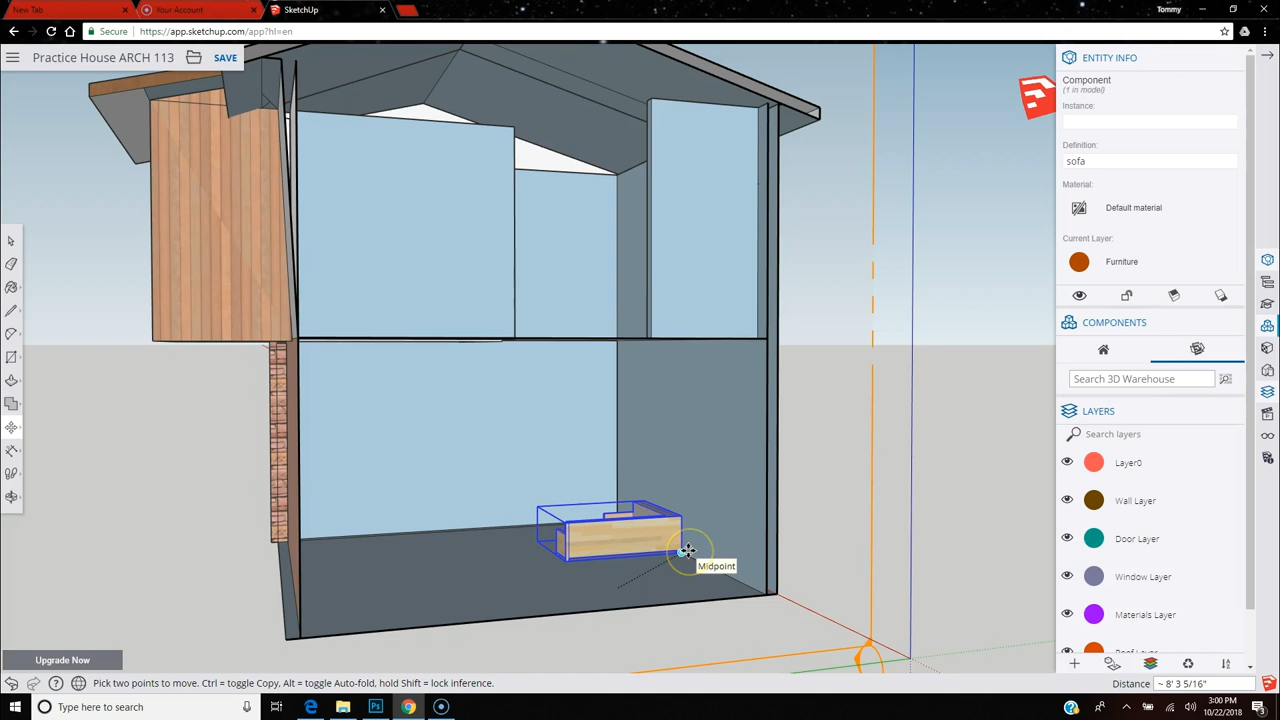 New Tab
Your Account
SketchUp
Tommy
Secure
https://app.sketchup.com/app?hl=en
Practice House ARCH 113
SAVE
ENTITY INFO
Component
(1 in model)
Instance:
Definition:
sofa
Material:
Default material
Current Layer:
Furniture
COMPONENTS
Search 3D Warehouse
LAYERS
Search layers
Layer0
Wall Layer
Door Layer
Window Layer
Materials Layer
Midpoint
Upgrade Now
Pick two points to move. Ctrl = toggle Copy, Alt = toggle Auto-fold, hold Shift = lock inference.
Distance
~ 8' 3 5/16"
Type here to search
3:00 PM
10/22/2018